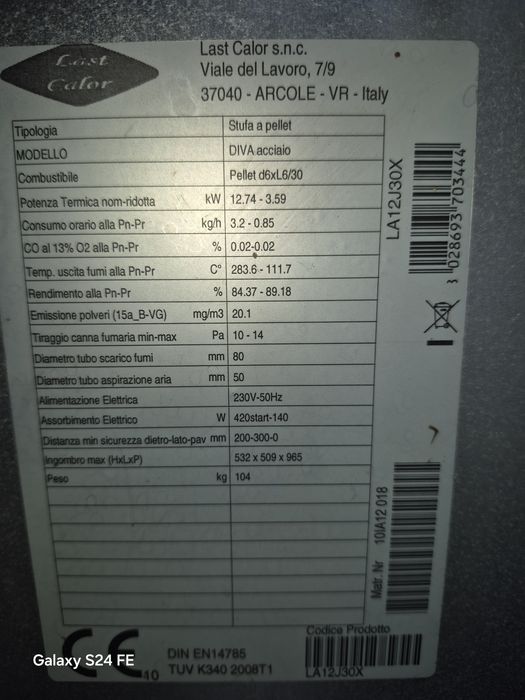 Last
Calor
Last Calor s.n.c.
Viale del Lavoro, 7/9
37040 - ARCOLE - VR - Italy
Tipologia Stufa a pellet
MODELLO DIVA acciaio
Combustibile Pellet d6xL6/30
Potenza Termica nom-ridotta kW 12.74 - 3.59
Consumo orario alla Pn-Pr kg/h 3.2 - 0.85
CO al 13% O2 alla Pn-Pr % 0.02-0.02
Temp. uscita fumi alla Pn-Pr C° 283.6 - 111.7
Rendimento alla Pn-Pr % 84.37 - 89.18
Emissione polveri (15a_B-VG) mg/m3 20.1
Tiraggio canna fumaria min-max Pa 10 - 14
Diametro tubo scarico fumi mm 80
Diametro tubo aspirazione aria mm 50
Alimentazione Elettrica 230V-50Hz
Assorbimento Elettrico W 420start-140
Distanza min sicurezza dietro-lato-pav mm 200-300-0
Ingombro max (HxLxP) 532 x 509 x 965
Peso kg 104
LA12J30X
3 028693 703444
Matr. Nr 10IA12 018
CE
10
DIN EN14785
TUV K340 2008T1
Codice Prodotto
LA12J30X
Galaxy S24 FE